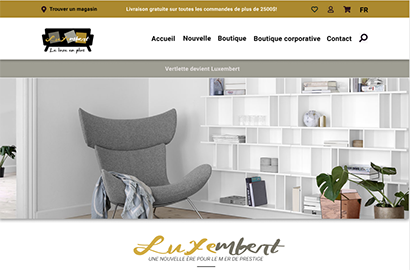 Trouver un magasin
Livraison gratuite sur toutes les commandes de plus de 2500$!
FR
Luxembert
Le luxe en plus
Accueil
Nouvelle
Boutique
Boutique corporative
Contact
Vertlette devient Luxembert
Luxembert
UNE NOUVELLE ÈRE POUR LE M ER DE PRESTIGE